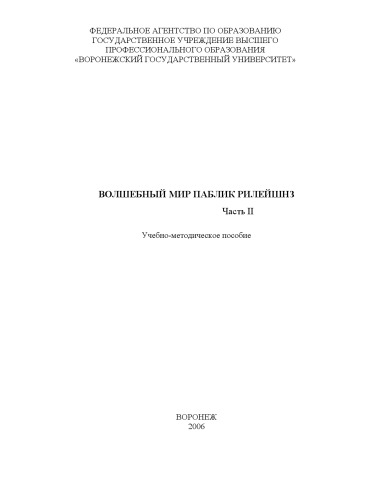 ФЕДЕРАЛЬНОЕ АГЕНТСТВО ПО ОБРАЗОВАНИЮ
ГОСУДАРСТВЕННОЕ УЧРЕЖДЕНИЕ ВЫСШЕГО
ПРОФЕССИОНАЛЬНОГО ОБРАЗОВАНИЯ
«ВОРОНЕЖСКИЙ ГОСУДАРСТВЕННЫЙ УНИВЕРСИТЕТ»
ВОЛШЕБНЫЙ МИР ПАБЛИК РИЛЕЙШНЗ
Часть II
Учебно-методическое пособие
ВОРОНЕЖ
2006